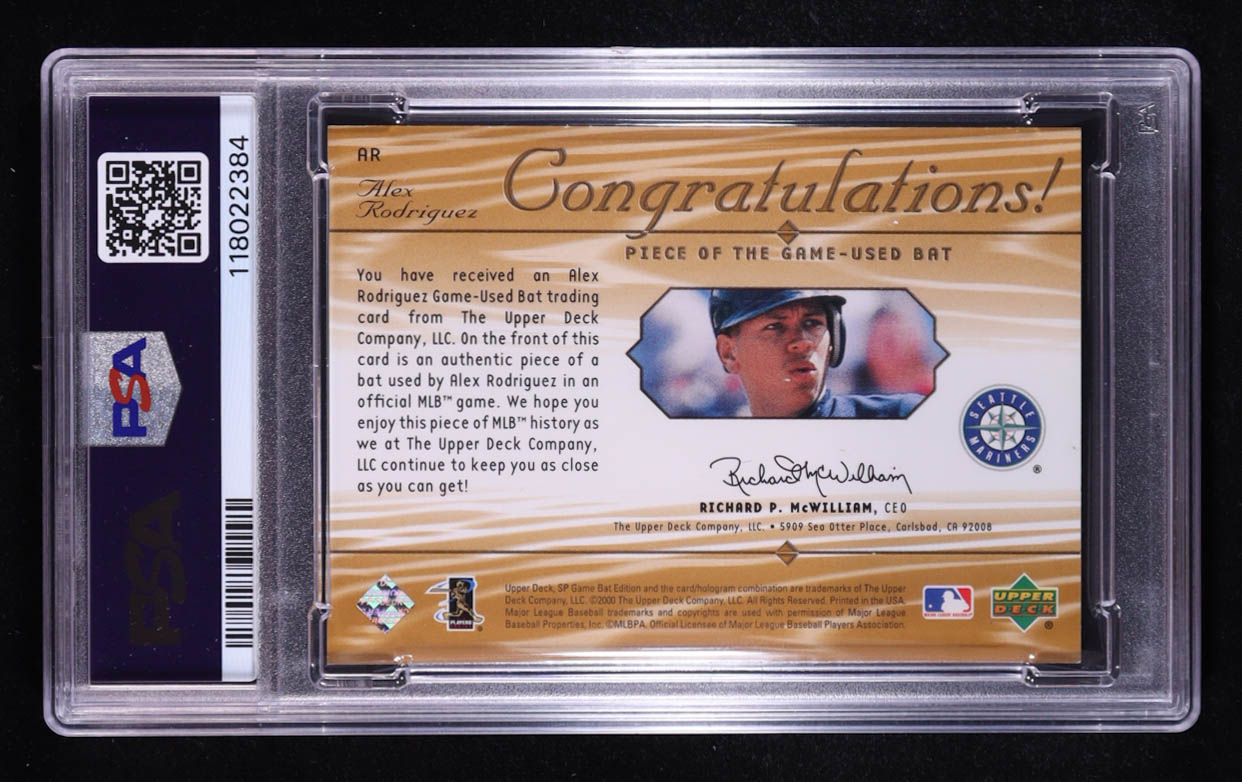 118022384
PSA
PSA
AR
Alex
Rodriguez
Congratulations!
PIECE OF THE GAME-USED BAT
You have received an Alex
Rodriguez Game-Used Bat trading
card from The Upper Deck
Company, LLC. On the front of this
card is an authentic piece of a
bat used by Alex Rodriguez in an
official MLB™ game. We hope you
enjoy this piece of MLB™ history as
we at The Upper Deck Company,
LLC continue to keep you as close
as you can get!
SEATTLE
MARINERS
®
Richard McWilliam
RICHARD P. McWILLIAM, CEO
The Upper Deck Company, LLC. • 5909 Sea Otter Place, Carlsbad, CA 92008
PLAYERS
®
Upper Deck, SP Game Bat Edition and the card/hologram combination are trademarks of The Upper
Deck Company, LLC. ©2000 The Upper Deck Company, LLC. All Rights Reserved. Printed in the USA.
Major League Baseball trademarks and copyrights are used with permission of Major League
Baseball Properties, Inc. ©MLBPA. Official Licensee of Major League Baseball Players Association.
UPPER
DECK
®
PSA